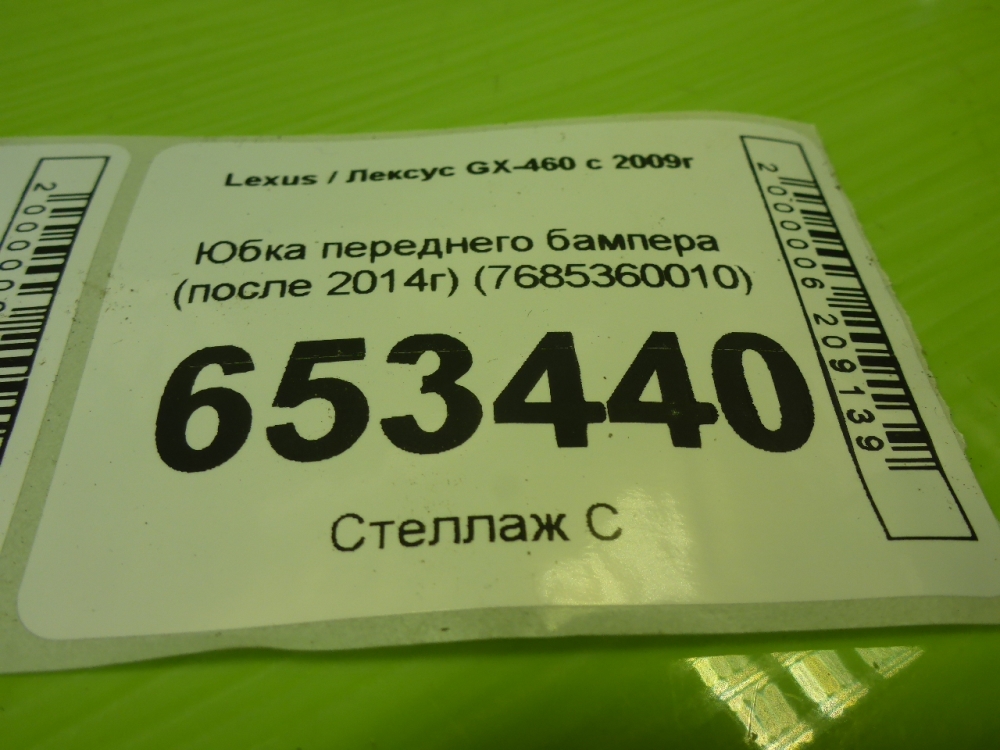 Lexus / Лексус GX-460 с 2009г
Юбка переднего бампера
(после 2014г) (7685360010)
653440
Стеллаж С
2000006209139